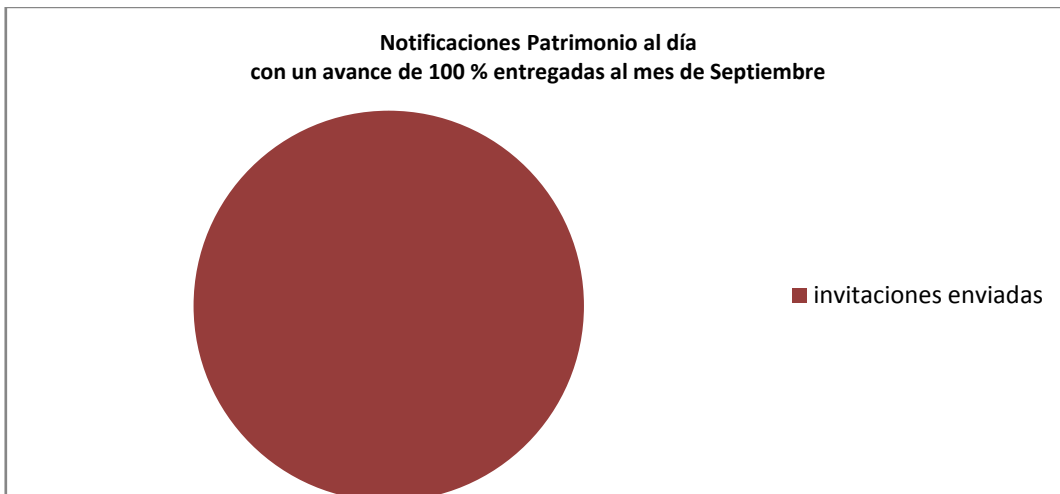 Notificaciones Patrimonio al día
con un avance de 100 % entregadas al mes de Septiembre
invitaciones enviadas